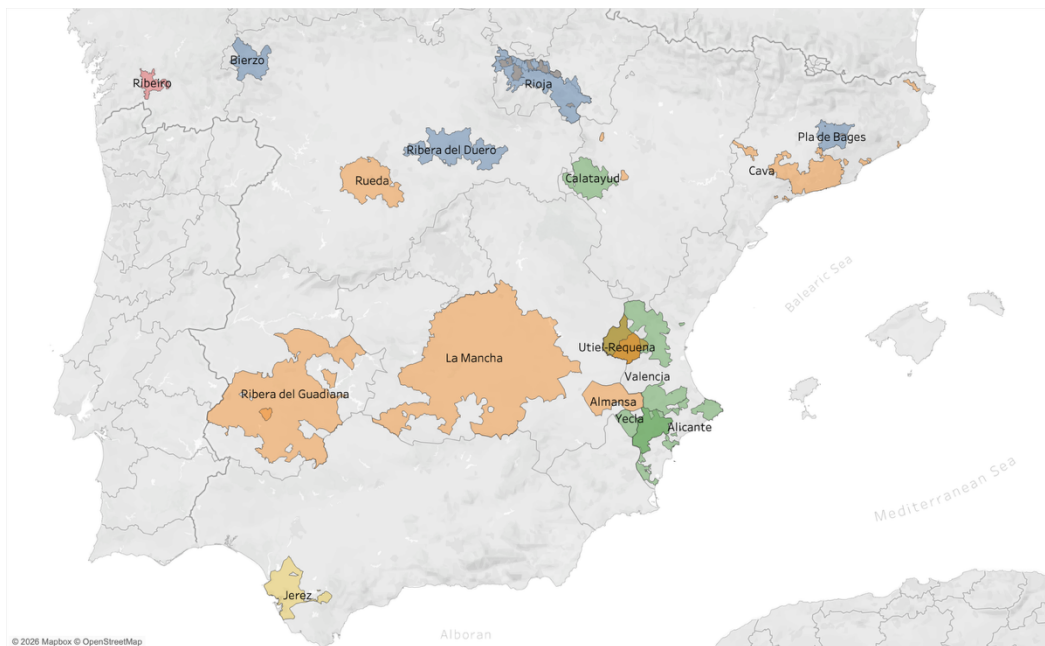 Bierzo
Ribeiro
Rioja
Pla de Bages
Ribera del Duero
Cava
Rueda
Calatayud
Balearic Sea
Utiel-Requena
La Mancha
Valencia
Ribera del Guadiana
Almansa
Yecla
Alicante
Mediterranean Sea
Jerez
Alboran
© 2026 Mapbox © OpenStreetMap